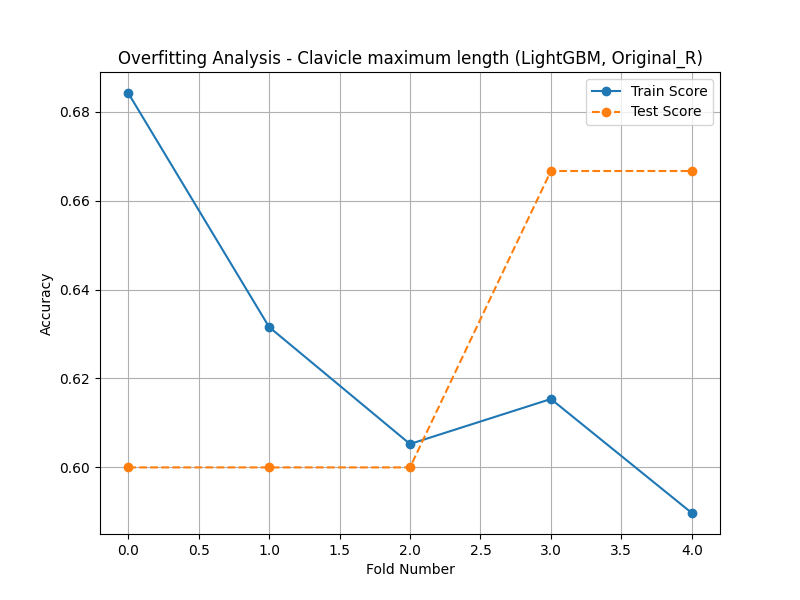 Overfitting Analysis - Clavicle maximum length (LightGBM, Original_R)
Train Score
Test Score
0.68
0.66
0.64
0.62
0.60
Accuracy
0.0 0.5 1.0 1.5 2.0 2.5 3.0 3.5 4.0
Fold Number